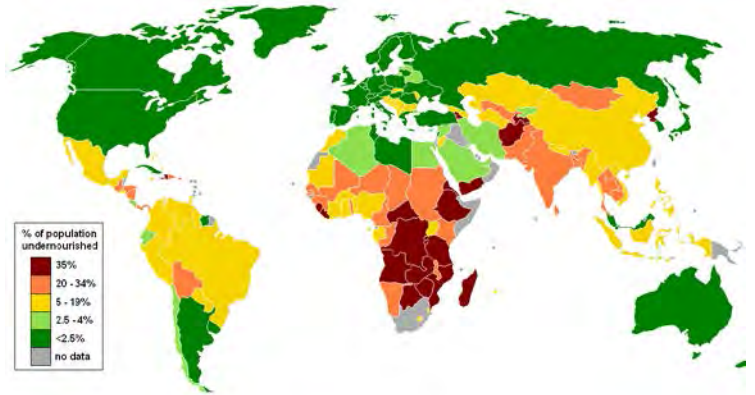 % of population
undernourished
35%
20 - 34%
5 - 19%
2.5 - 4%
<2.5%
no data